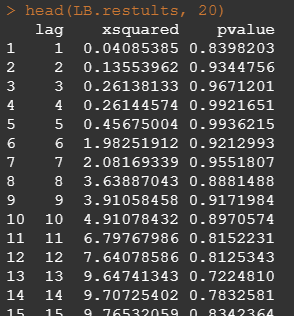 > head(LB.restults, 20)
lag xsquared pvalue
1 1 0.04085385 0.8398203
2 2 0.13553962 0.9344756
3 3 0.26138133 0.9671201
4 4 0.26144574 0.9921651
5 5 0.45675004 0.9936215
6 6 1.98251912 0.9212993
7 7 2.08169339 0.9551807
8 8 3.63887043 0.8881488
9 9 3.91058458 0.9171984
10 10 4.91078432 0.8970574
11 11 6.79767986 0.8152231
12 12 7.64078586 0.8125343
13 13 9.64741343 0.7224810
14 14 9.70725402 0.7832581
15 15 9.76532059 0.8342364